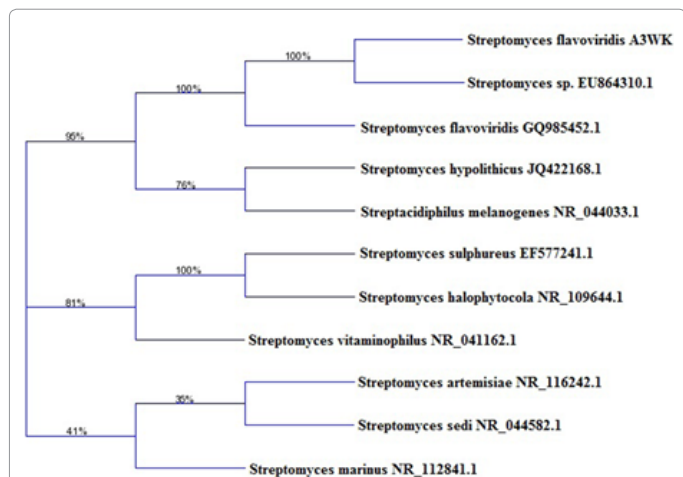 Streptomyces flavoviridis A3WK
100%
Streptomyces sp. EU864310.1
100%
Streptomyces flavoviridis GQ985452.1
95%
Streptomyces hypolithicus JQ422168.1
76%
Streptacidiphilus melanogenes NR_044033.1
Streptomyces sulphureus EF577241.1
100%
Streptomyces halophytocola NR_109644.1
81%
Streptomyces vitaminophilus NR_041162.1
Streptomyces artemisiae NR_116242.1
35%
Streptomyces sedi NR_044582.1
41%
Streptomyces marinus NR_112841.1